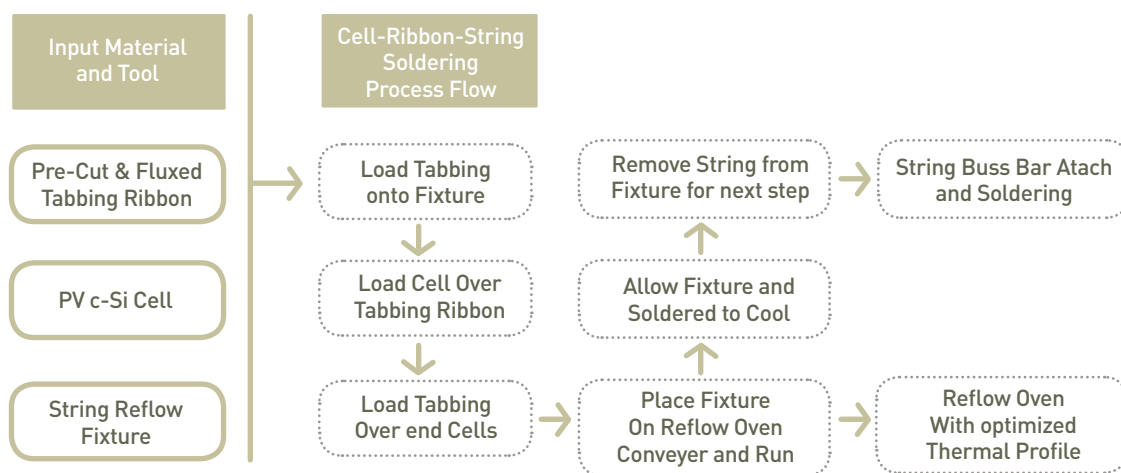 Input Material
and Tool
Cell-Ribbon-String
Soldering
Process Flow
Pre-Cut & Fluxed
Tabbing Ribbon
PV c-Si Cell
String Reflow
Fixture
Load Tabbing
onto Fixture
Load Cell Over
Tabbing Ribbon
Load Tabbing
Over end Cells
Place Fixture
On Reflow Oven
Conveyer and Run
Reflow Oven
With optimized
Thermal Profile
Allow Fixture and
Soldered to Cool
Remove String from
Fixture for next step
String Buss Bar Atach
and Soldering